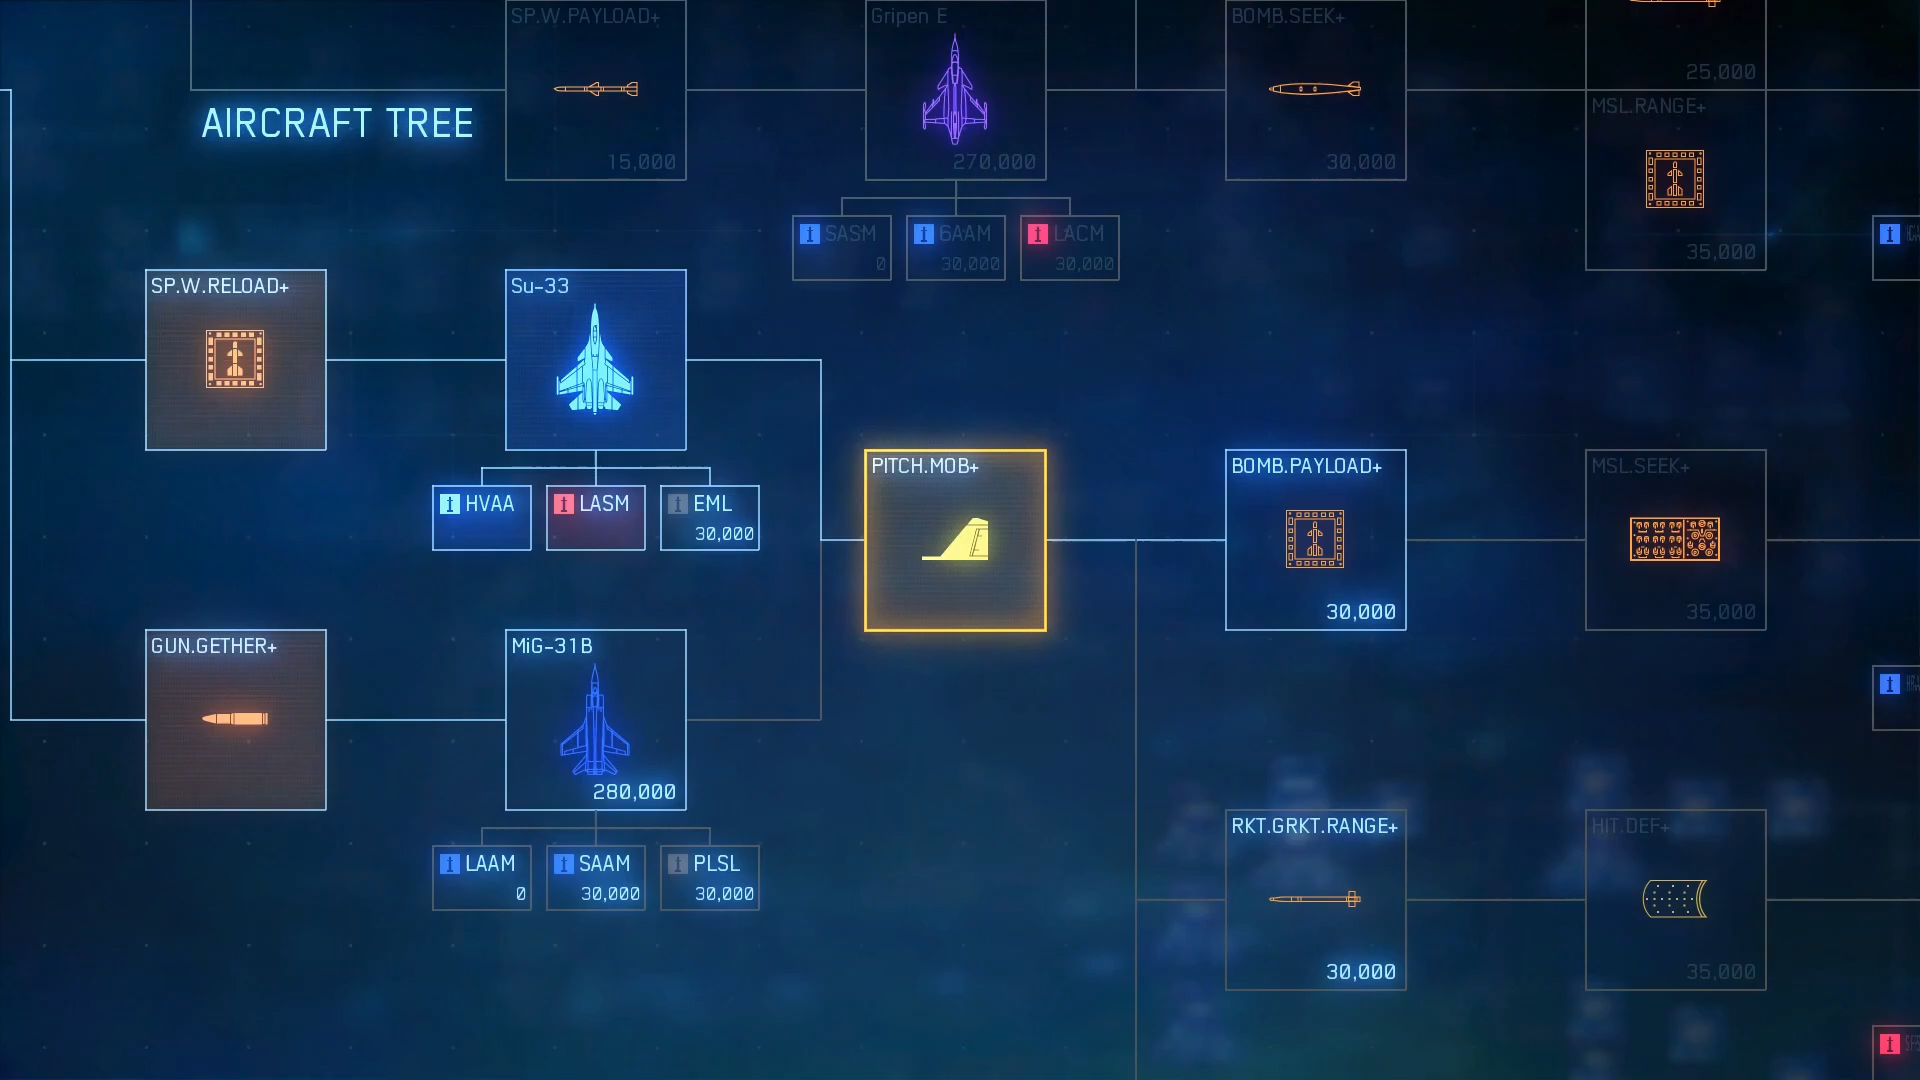 SP.W.PAYLOAD+
15,000
Gripen E
270,000
BOMB.SEEK+
30,000
25,000
AIRCRAFT TREE
MSL.RANGE+
35,000
SASM
0
6AAM
30,000
LACM
30,000
SP.W.RELOAD+
Su-33
HVAA
LASM
EML
30,000
PITCH.MOB+
BOMB.PAYLOAD+
30,000
MSL.SEEK+
35,000
GUN.GETHER+
MiG-31B
280,000
LAAM
0
SAAM
30,000
PLSL
30,000
RKT.GRKT.RANGE+
30,000
HIT.DEF+
35,000